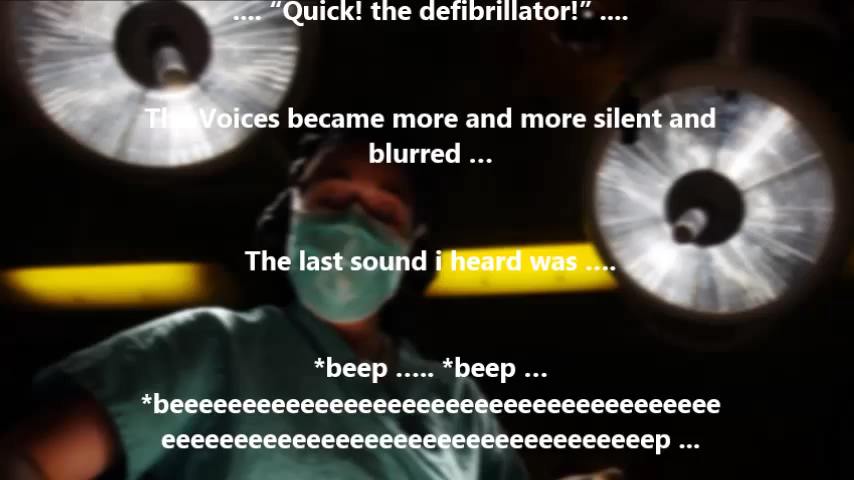 .... “Quick! the defibrillator!” ....
The Voices became more and more silent and
blurred ...
The last sound i heard was ....
*beep ..... *beep ...
*beeeeeeeeeeeeeeeeeeeeeeeeeeeeeeeeeeeeee
eeeeeeeeeeeeeeeeeeeeeeeeeeeeeeeeeep ...